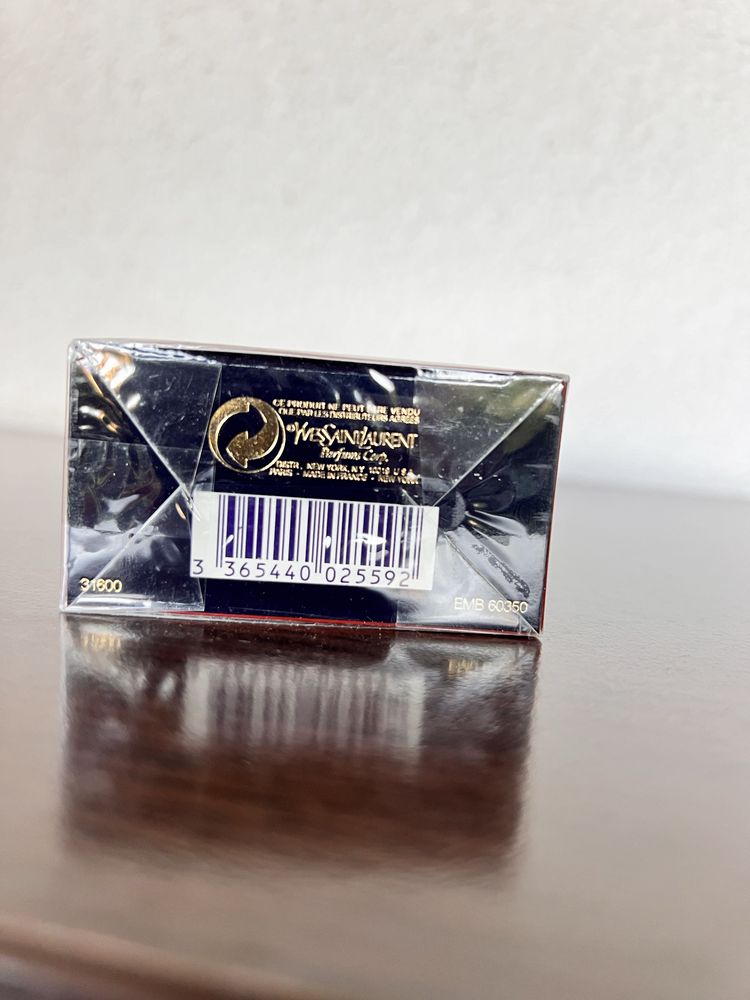 CE PRODUIT NE PEUT ÊTRE VENDU
QUE PAR LES DISTRIBUTEURS AGRÉÉS
© YVES SAINT LAURENT
Parfums Corp.
DISTR. NEW YORK, N.Y. 10019 U.S.A.
PARIS - MADE IN FRANCE - NEW YORK
3 365440 025592
31600
EMB 60350